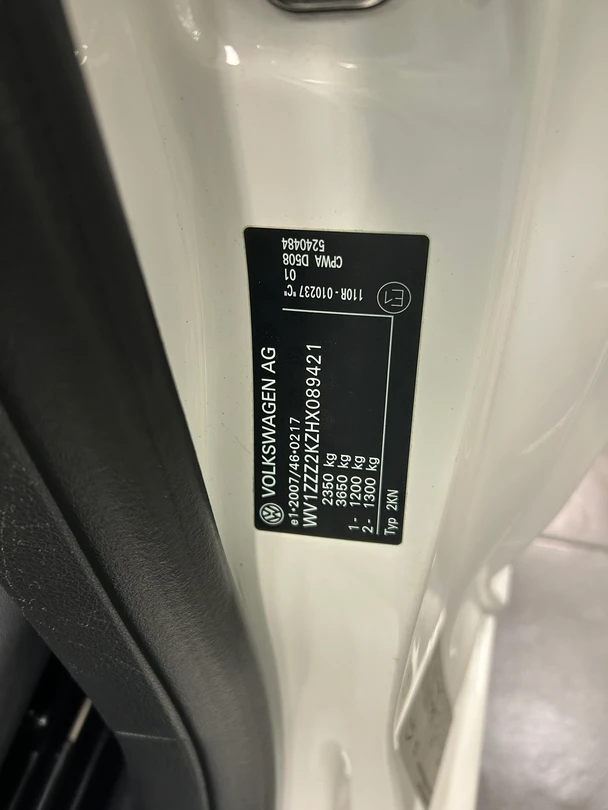 VOLKSWAGEN AG
e1*2007/46*0217
WV1ZZZ2KZHX089421
2350 kg
3650 kg
1 - 1200 kg
2 - 1300 kg
Typ 2KN
E1
110R - 010237 "C"
01
CPWA D508
5240484